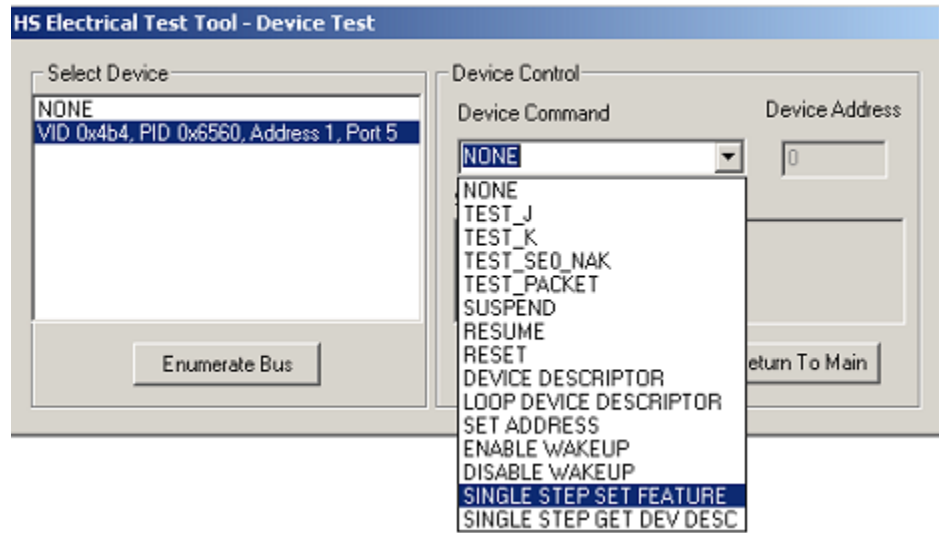 HS Electrical Test Tool - Device Test
Select Device
NONE
VID 0x4b4, PID 0x6560, Address 1, Port 5
Enumerate Bus
Device Control
Device Command
Device Address
NONE
0
NONE
TEST_J
TEST_K
TEST_SE0_NAK
TEST_PACKET
SUSPEND
RESUME
RESET
DEVICE DESCRIPTOR
LOOP DEVICE DESCRIPTOR
SET ADDRESS
ENABLE WAKEUP
DISABLE WAKEUP
SINGLE STEP SET FEATURE
SINGLE STEP GET DEV DESC
eturn To Main